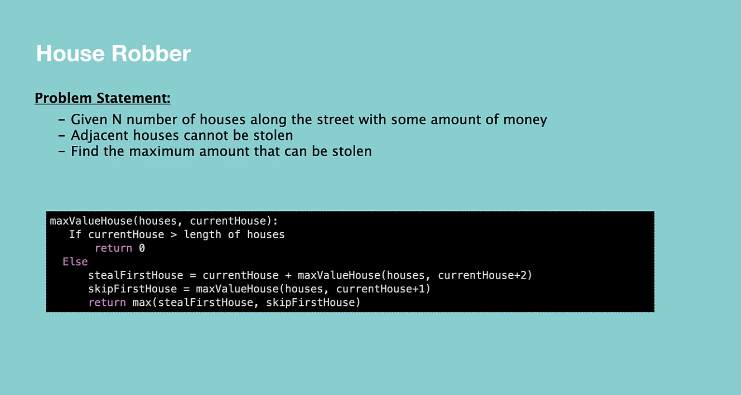 House Robber
Problem Statement:
– Given N number of houses along the street with some amount of money
– Adjacent houses cannot be stolen
– Find the maximum amount that can be stolen
maxValueHouse(houses, currentHouse):
If currentHouse > length of houses
return 0
Else
stealFirstHouse = currentHouse + maxValueHouse(houses, currentHouse+2)
skipFirstHouse = maxValueHouse(houses, currentHouse+1)
return max(stealFirstHouse, skipFirstHouse)